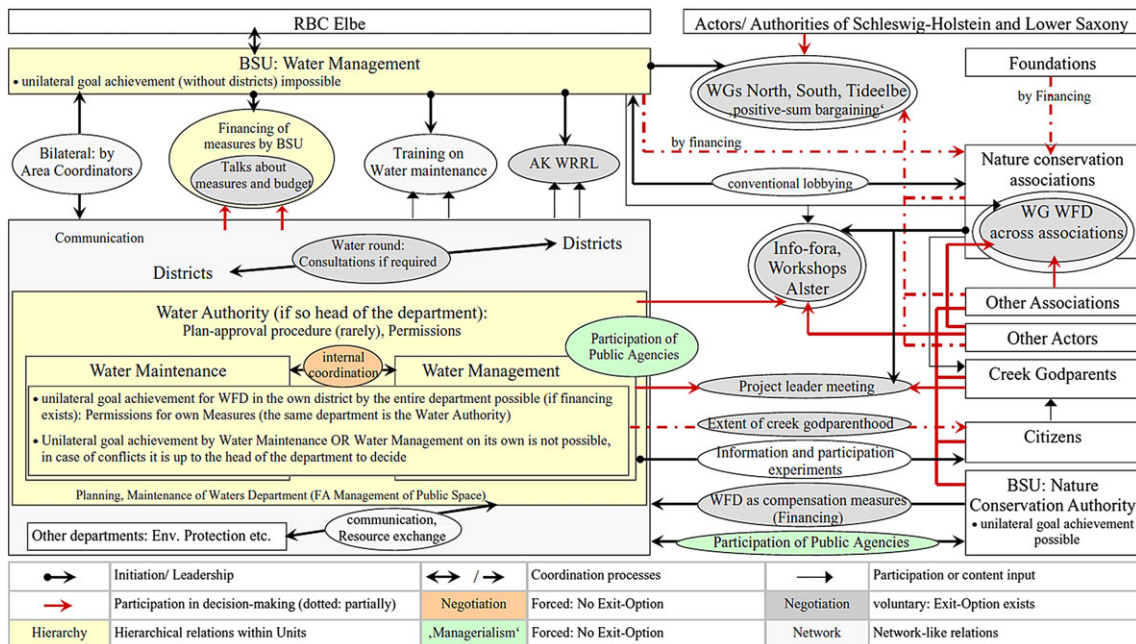 RBC Elbe
Actors/ Authorities of Schleswig-Holstein and Lower Saxony
BSU: Water Management
• unilateral goal achievement (without districts) impossible
WGs North, South, Tideelbe
‚positive-sum bargaining‘
Foundations
by Financing
Bilateral: by
Area Coordinators
Financing of
measures by BSU
Talks about
measures and budget
Training on
Water maintenance
AK WRRL
by financing
conventional lobbying
Nature conservation
associations
WG WFD
across associations
Communication
Districts
Water round:
Consultations if required
Districts
Info-fora,
Workshops
Alster
Water Authority (if so head of the department):
Plan-approval procedure (rarely), Permissions
Participation of
Public Agencies
Other Associations
Other Actors
Water Maintenance
internal
coordination
Water Management
Project leader meeting
Creek Godparents
• unilateral goal achievement for WFD in the own district by the entire department possible (if financing
exists): Permissions for own Measures (the same department is the Water Authority)
• Unilateral goal achievement by Water Maintenance OR Water Management on its own is not possible,
in case of conflicts it is up to the head of the department to decide
Extent of creek godparenthood
Citizens
Information and participation
experiments
Planning, Maintenance of Waters Department (FA Management of Public Space)
WFD as compensation measures
(Financing)
BSU: Nature
Conservation Authority
• unilateral goal achievement
possible
Other departments: Env. Protection etc.
communication,
Resource exchange
Participation of Public Agencies
Initiation/ Leadership
/
Coordination processes
Participation or content input
Participation in decision-making (dotted: partially)
Negotiation
Forced: No Exit-Option
Negotiation
voluntary: Exit-Option exists
Hierarchy
Hierarchical relations within Units
‚Managerialism‘
Forced: No Exit-Option
Network
Network-like relations